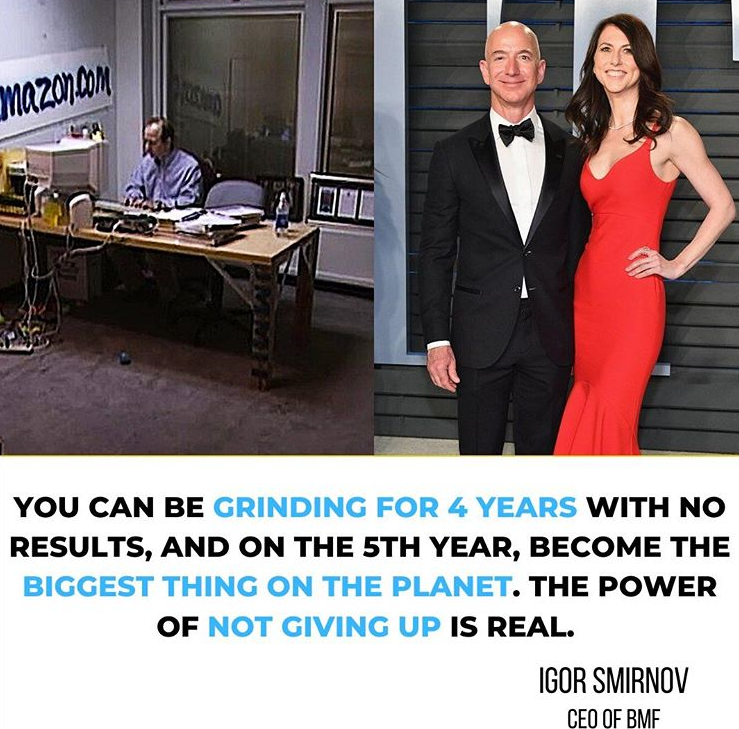 mazon.com
YOU CAN BE GRINDING FOR 4 YEARS WITH NO
RESULTS, AND ON THE 5TH YEAR, BECOME THE
BIGGEST THING ON THE PLANET. THE POWER
OF NOT GIVING UP IS REAL.
IGOR SMIRNOV
CEO OF BMF